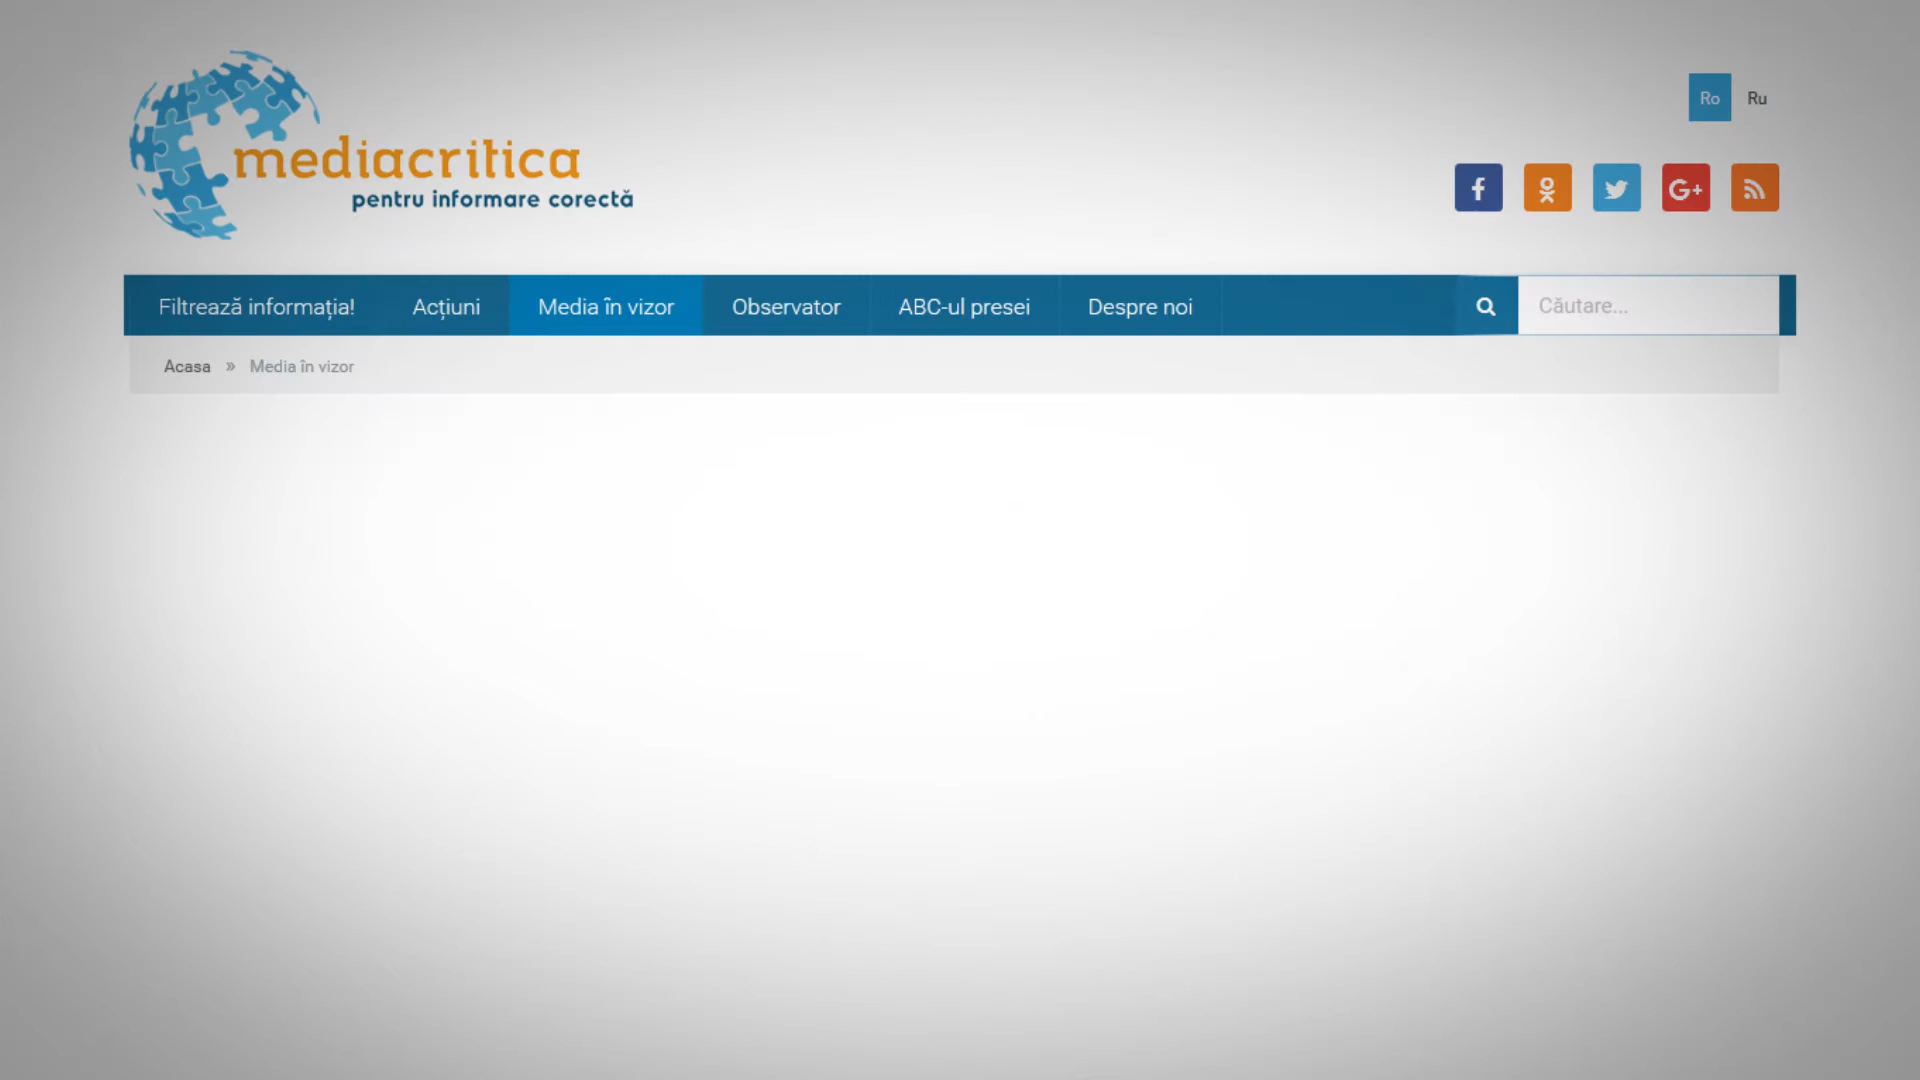 Ro Ru
mediacritica
pentru informare corectă
Filtrează informația! Acțiuni Media în vizor Observator ABC-ul presei Despre noi Căutare...
Acasa » Media în vizor